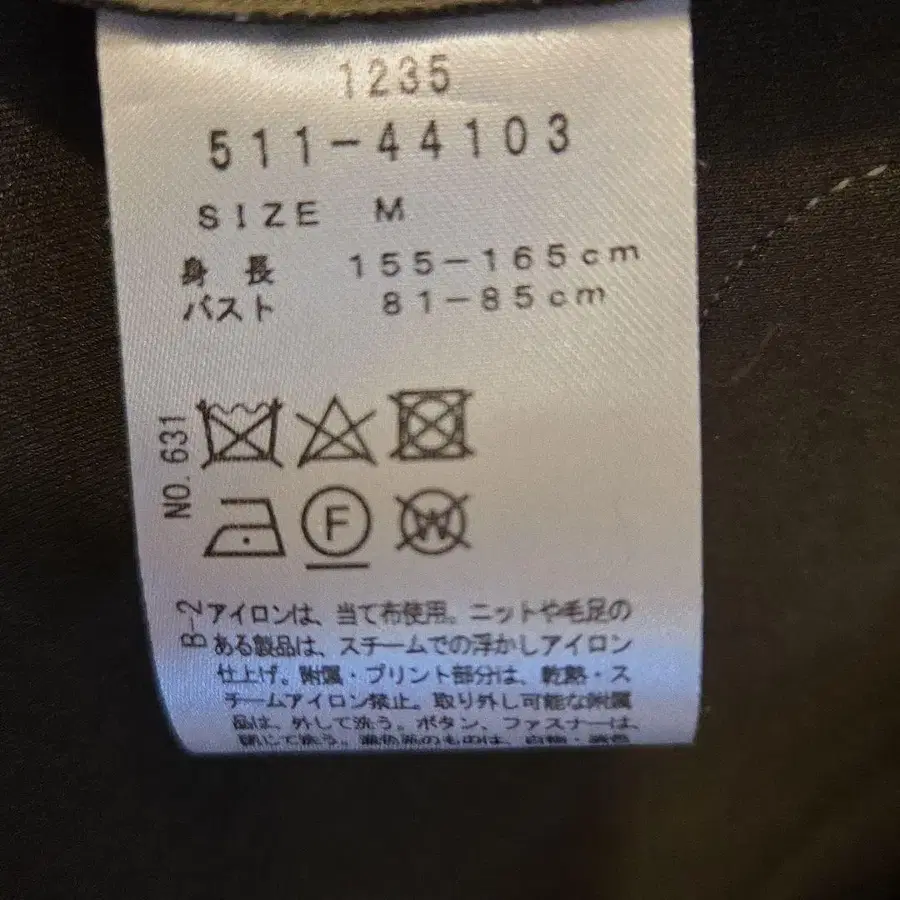 1235
511-44103
SIZE M
身長 155-165cm
バスト 81-85cm
NO. 631
F
W
B-2
アイロンは、当て布使用。ニットや毛足の
ある製品は、スチームでの浮かしアイロン
仕上げ。附属・プリント部分は、乾熱・ス
チームアイロン禁止。取り外し可能な附属
品は、外して洗う。ボタン、ファスナーは、
閉じて洗う。